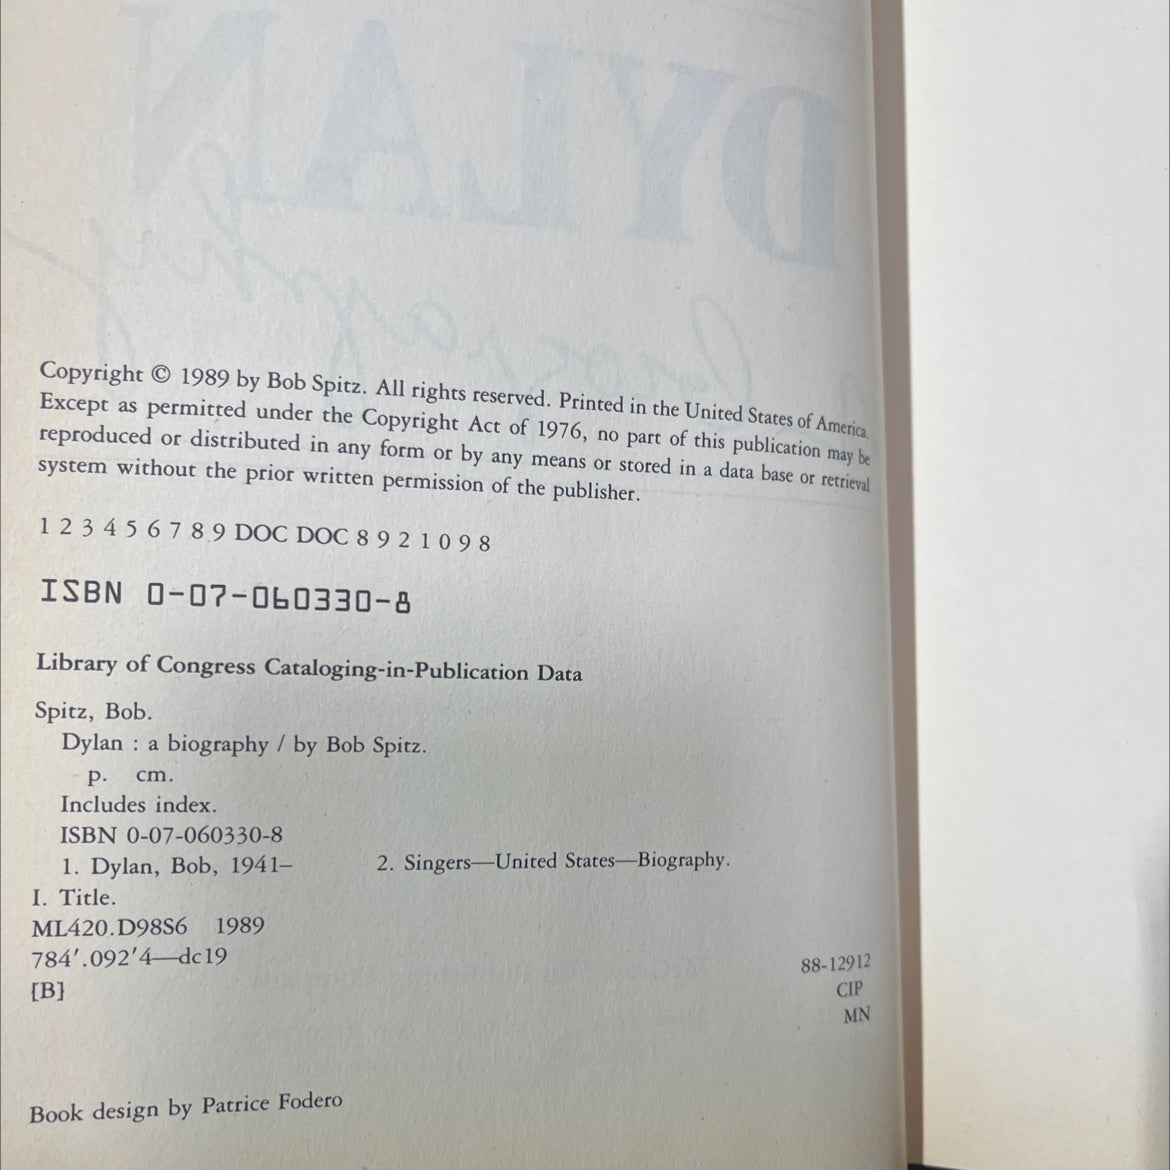 Copyright © 1989 by Bob Spitz. All rights reserved. Printed in the United States of America.
Except as permitted under the Copyright Act of 1976, no part of this publication may be
reproduced or distributed in any form or by any means or stored in a data base or retrieval
system without the prior written permission of the publisher.
1 2 3 4 5 6 7 8 9 DOC DOC 8 9 2 1 0 9 8
ISBN 0-07-060330-8
Library of Congress Cataloging-in-Publication Data
Spitz, Bob.
Dylan : a biography / by Bob Spitz.
p. cm.
Includes index.
ISBN 0-07-060330-8
1. Dylan, Bob, 1941– 2. Singers—United States—Biography.
I. Title.
ML420.D98S6 1989
784′.092′4—dc19
[B]
88-12912
CIP
MN
Book design by Patrice Fodero